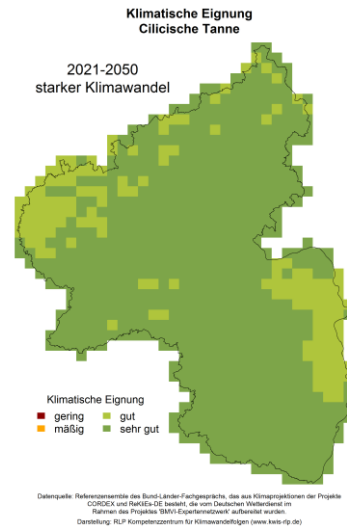 Klimatische Eignung
Cilicische Tanne
2021-2050
starker Klimawandel
Klimatische Eignung
gering
gut
mäßig
sehr gut
Datenquelle: Referenzensemble des Bund-Länder-Fachgesprächs, das aus Klimaprojektionen der Projekte
CORDEX und ReKliEs-DE besteht, die vom Deutschen Wetterdienst im
Rahmen des Projektes 'BMVI-Expertennetzwerk' aufbereitet wurden.
Darstellung: RLP Kompetenzzentrum für Klimawandelfolgen (www.kwis-rlp.de)